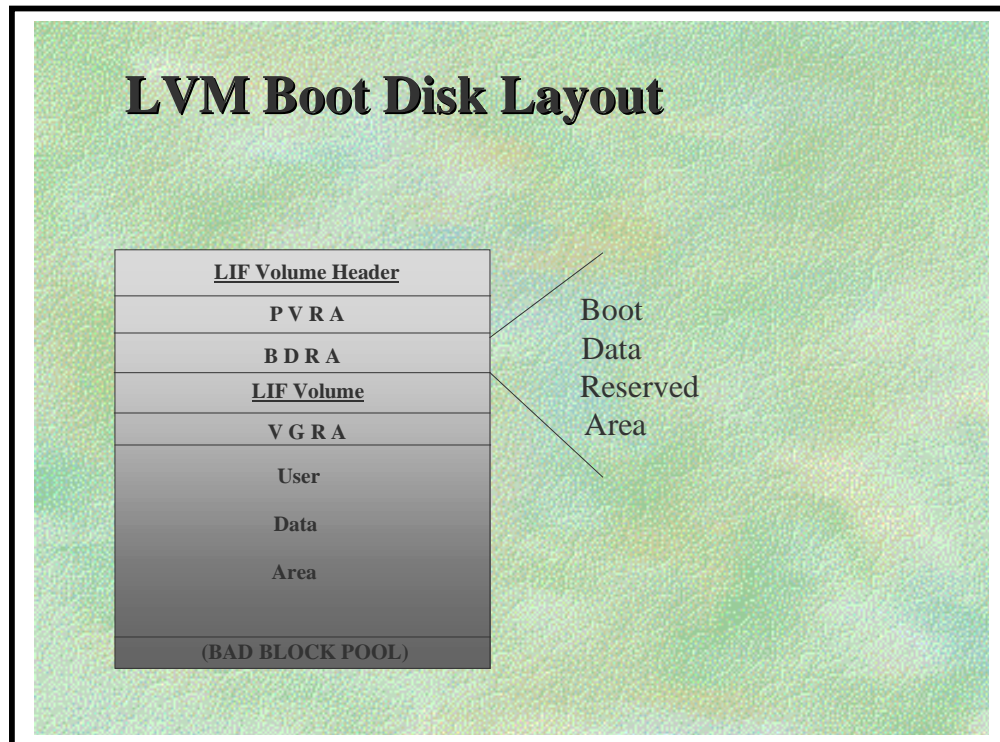 LVM Boot Disk Layout
LIF Volume Header
P V R A
B D R A
LIF Volume
V G R A
User
Data
Area
(BAD BLOCK POOL)
Boot
Data
Reserved
Area